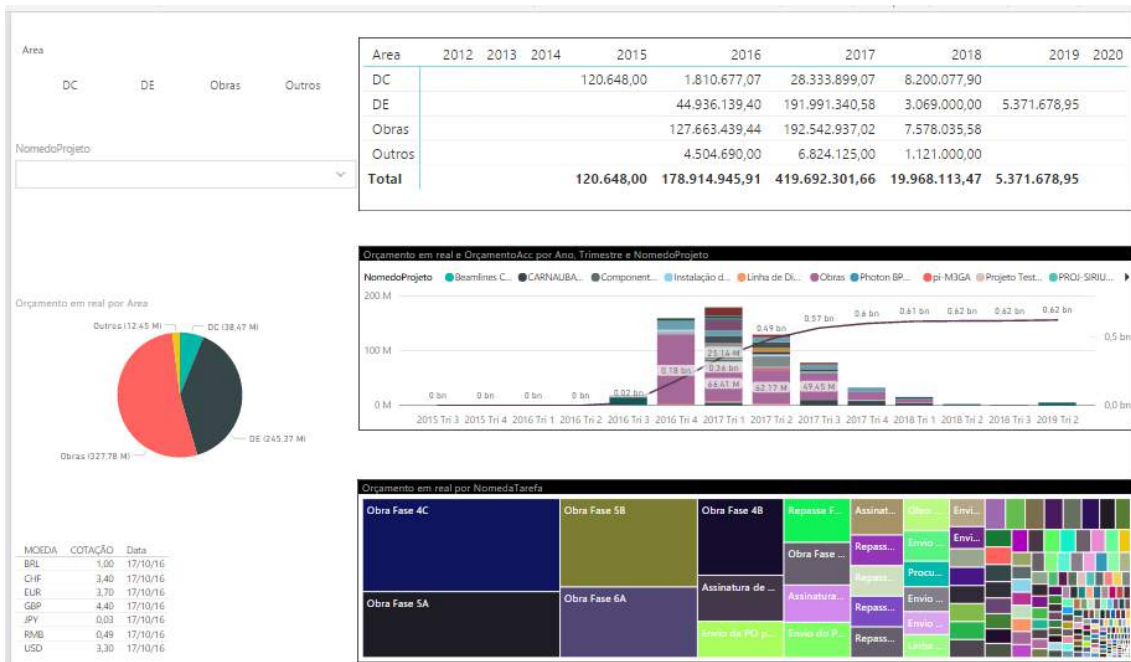 Area
DC DE Obras Outros
NomedoProjeto
Area 2012 2013 2014 2015 2016 2017 2018 2019 2020
DC 120.648,00 1.810.677,07 28.333.899,07 8.200.077,90
DE 44.936.139,40 191.991.340,58 3.069.000,00 5.371.678,95
Obras 127.663.439,44 192.542.937,02 7.578.035,58
Outros 4.504.690,00 6.824.125,00 1.121.000,00
Total 120.648,00 178.914.945,91 419.692.301,66 19.968.113,47 5.371.678,95
Orçamento em real e OrçamentoAcc por Ano, Trimestre e NomedoProjeto
NomedoProjeto Beamlines C... CARNAUBA... Component... Instalação d... Linha de Di... Obras Photon BP... pi-M3GA Projeto Test... PROJ-SIRIU...
200 M
100 M
0 M
0 bn 0 bn 0 bn 0 bn 0.02 bn 0.18 bn 0.36 bn 0.49 bn 0.57 bn 0.6 bn 0.61 bn 0.62 bn 0.62 bn 0.62 bn
25.14 M
66.41 M 62.17 M 49.45 M
0,5 bn
0,0 bn
2015 Tri 3 2015 Tri 4 2016 Tri 1 2016 Tri 2 2016 Tri 3 2016 Tri 4 2017 Tri 1 2017 Tri 2 2017 Tri 3 2017 Tri 4 2018 Tri 1 2018 Tri 2 2018 Tri 3 2019 Tri 2
Orçamento em real por Area
Outros (12.45 M) DC (38.47 M)
DE (245.37 M)
Obras (327.78 M)
Orçamento em real por NomedaTarefa
Obra Fase 4C Obra Fase 5B Obra Fase 4B Repasse F... Assinat... Envi...
Obra Fase ... Repass... Envio ... Envi...
Obra Fase 5A Obra Fase 6A Assinatura de ... Assinatura... Repass... Procu...
Repass... Envio ...
Envio da PO p... Envio do P... Repass... Envio ...
Linha ...
MOEDA COTAÇÃO Data
BRL 1,00 17/10/16
CHF 3,40 17/10/16
EUR 3,70 17/10/16
GBP 4,40 17/10/16
JPY 0,03 17/10/16
RMB 0,49 17/10/16
USD 3,30 17/10/16